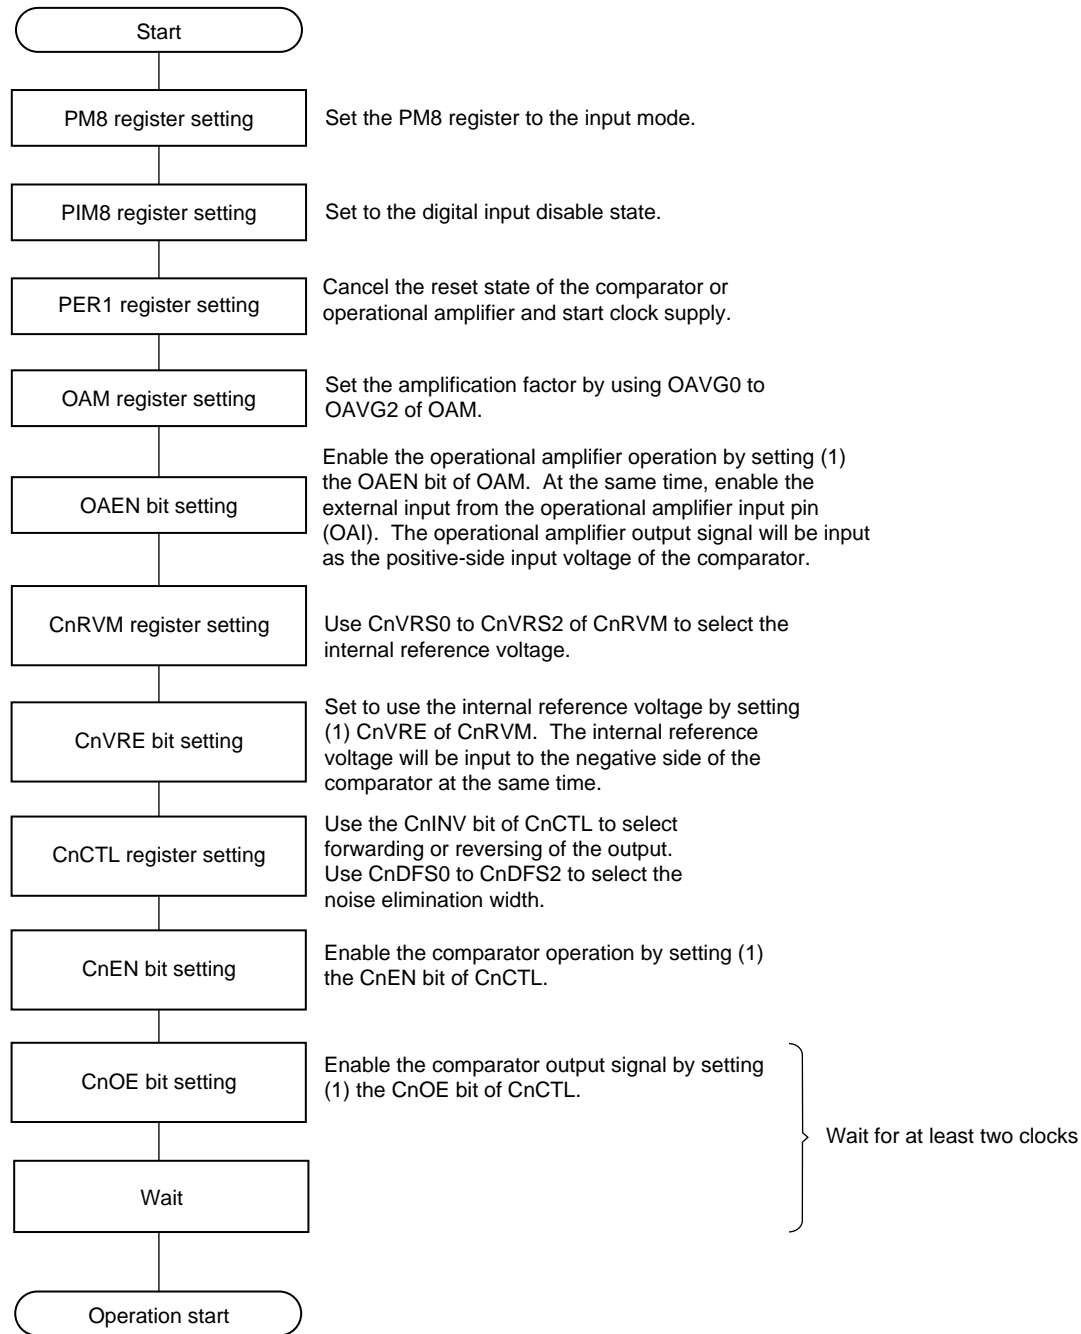 Start
PM8 register setting
Set the PM8 register to the input mode.
PIM8 register setting
Set to the digital input disable state.
PER1 register setting
Cancel the reset state of the comparator or
operational amplifier and start clock supply.
OAM register setting
Set the amplification factor by using OAVG0 to
OAVG2 of OAM.
OAEN bit setting
Enable the operational amplifier operation by setting (1)
the OAEN bit of OAM. At the same time, enable the
external input from the operational amplifier input pin
(OAI). The operational amplifier output signal will be input
as the positive-side input voltage of the comparator.
CnRVM register setting
Use CnVRS0 to CnVRS2 of CnRVM to select the
internal reference voltage.
CnVRE bit setting
Set to use the internal reference voltage by setting
(1) CnVRE of CnRVM. The internal reference
voltage will be input to the negative side of the
comparator at the same time.
CnCTL register setting
Use the CnINV bit of CnCTL to select
forwarding or reversing of the output.
Use CnDFS0 to CnDFS2 to select the
noise elimination width.
CnEN bit setting
Enable the comparator operation by setting (1)
the CnEN bit of CnCTL.
CnOE bit setting
Enable the comparator output signal by setting
(1) the CnOE bit of CnCTL.
Wait for at least two clocks
Wait
Operation start